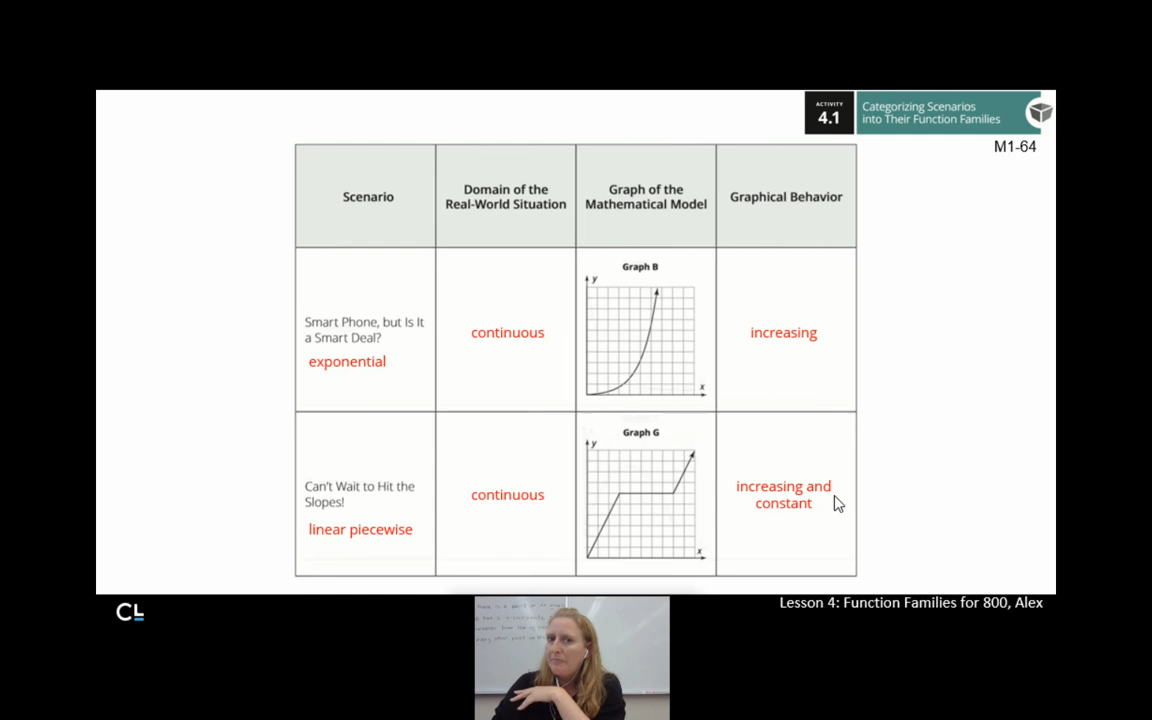 ACTIVITY
4.1
Categorizing Scenarios
into Their Function Families
M1-64
Scenario
Domain of the
Real-World Situation
Graph of the
Mathematical Model
Graphical Behavior
Smart Phone, but Is It
a Smart Deal?
exponential
continuous
Graph B
y
x
increasing
Can't Wait to Hit the
Slopes!
linear piecewise
continuous
Graph G
y
x
increasing and
constant
CL
Lesson 4: Function Families for 800, Alex